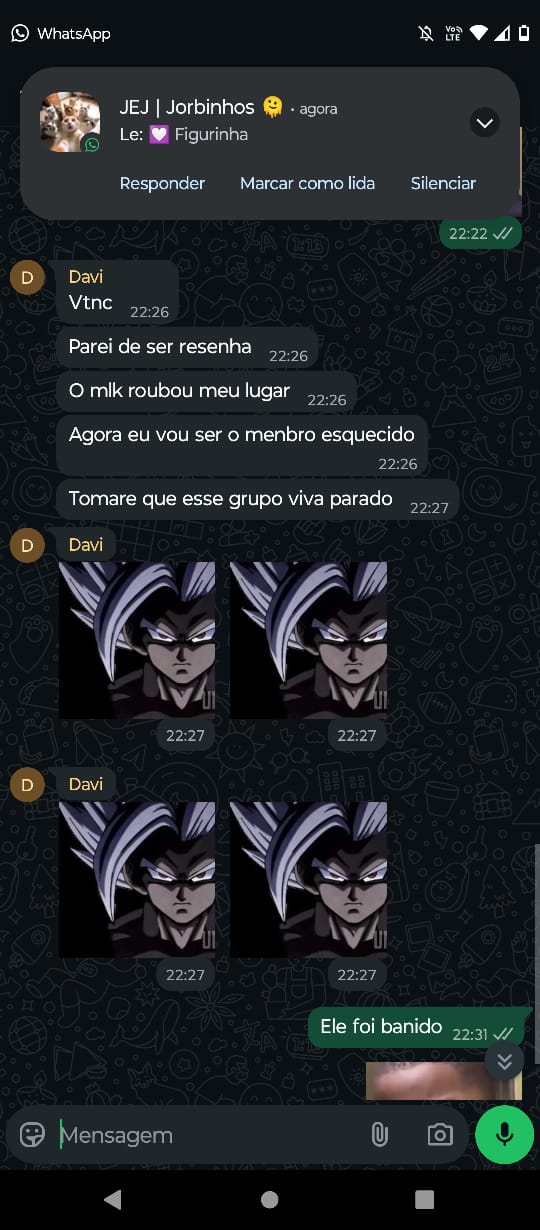 WhatsApp
Vo)) LTE
JEJ | Jorbinhos 🫠 • agora
Le: 💟 Figurinha
Responder Marcar como lida Silenciar
22:22
D
Davi
Vtnc 22:26
Parei de ser resenha 22:26
O mlk roubou meu lugar 22:26
Agora eu vou ser o menbro esquecido
22:26
Tomare que esse grupo viva parado 22:27
D
Davi
22:27 22:27
D
Davi
22:27 22:27
Ele foi banido 22:31
Mensagem